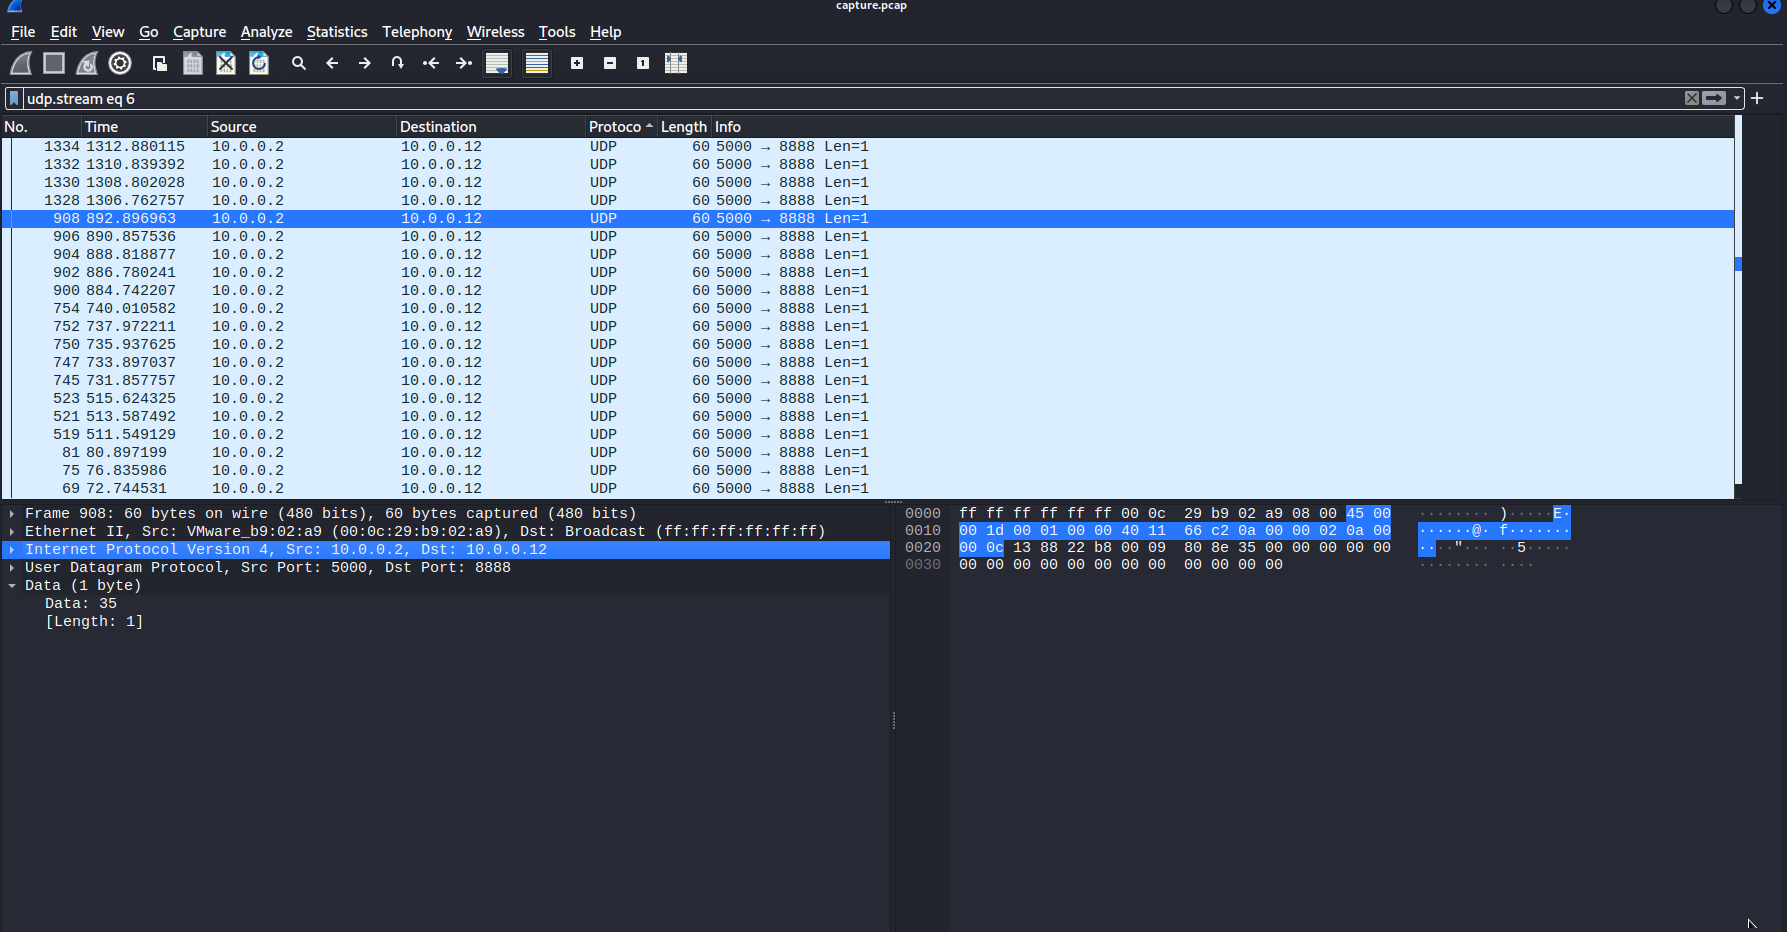 capture.pcap
File Edit View Go Capture Analyze Statistics Telephony Wireless Tools Help
udp.stream eq 6
No. Time Source Destination Protoco Length Info
1334 1312.880115 10.0.0.2 10.0.0.12 UDP 60 5000 → 8888 Len=1
1332 1310.839392 10.0.0.2 10.0.0.12 UDP 60 5000 → 8888 Len=1
1330 1308.802028 10.0.0.2 10.0.0.12 UDP 60 5000 → 8888 Len=1
1328 1306.762757 10.0.0.2 10.0.0.12 UDP 60 5000 → 8888 Len=1
908 892.896963 10.0.0.2 10.0.0.12 UDP 60 5000 → 8888 Len=1
906 890.857536 10.0.0.2 10.0.0.12 UDP 60 5000 → 8888 Len=1
904 888.818877 10.0.0.2 10.0.0.12 UDP 60 5000 → 8888 Len=1
902 886.780241 10.0.0.2 10.0.0.12 UDP 60 5000 → 8888 Len=1
900 884.742207 10.0.0.2 10.0.0.12 UDP 60 5000 → 8888 Len=1
754 740.010582 10.0.0.2 10.0.0.12 UDP 60 5000 → 8888 Len=1
752 737.972211 10.0.0.2 10.0.0.12 UDP 60 5000 → 8888 Len=1
750 735.937625 10.0.0.2 10.0.0.12 UDP 60 5000 → 8888 Len=1
747 733.897037 10.0.0.2 10.0.0.12 UDP 60 5000 → 8888 Len=1
745 731.857757 10.0.0.2 10.0.0.12 UDP 60 5000 → 8888 Len=1
523 515.624325 10.0.0.2 10.0.0.12 UDP 60 5000 → 8888 Len=1
521 513.587492 10.0.0.2 10.0.0.12 UDP 60 5000 → 8888 Len=1
519 511.549129 10.0.0.2 10.0.0.12 UDP 60 5000 → 8888 Len=1
81 80.897199 10.0.0.2 10.0.0.12 UDP 60 5000 → 8888 Len=1
75 76.835986 10.0.0.2 10.0.0.12 UDP 60 5000 → 8888 Len=1
69 72.744531 10.0.0.2 10.0.0.12 UDP 60 5000 → 8888 Len=1
Frame 908: 60 bytes on wire (480 bits), 60 bytes captured (480 bits)
Ethernet II, Src: VMware_b9:02:a9 (00:0c:29:b9:02:a9), Dst: Broadcast (ff:ff:ff:ff:ff:ff)
Internet Protocol Version 4, Src: 10.0.0.2, Dst: 10.0.0.12
User Datagram Protocol, Src Port: 5000, Dst Port: 8888
Data (1 byte)
Data: 35
[Length: 1]
0000 ff ff ff ff ff ff 00 0c 29 b9 02 a9 08 00 45 00 ········ )·····E·
0010 00 1d 00 01 00 00 40 11 66 c2 0a 00 00 02 0a 00 ······@· f·······
0020 00 0c 13 88 22 b8 00 09 80 8e 35 00 00 00 00 00 ····"··· ··5·····
0030 00 00 00 00 00 00 00 00 00 00 00 00 ········ ····